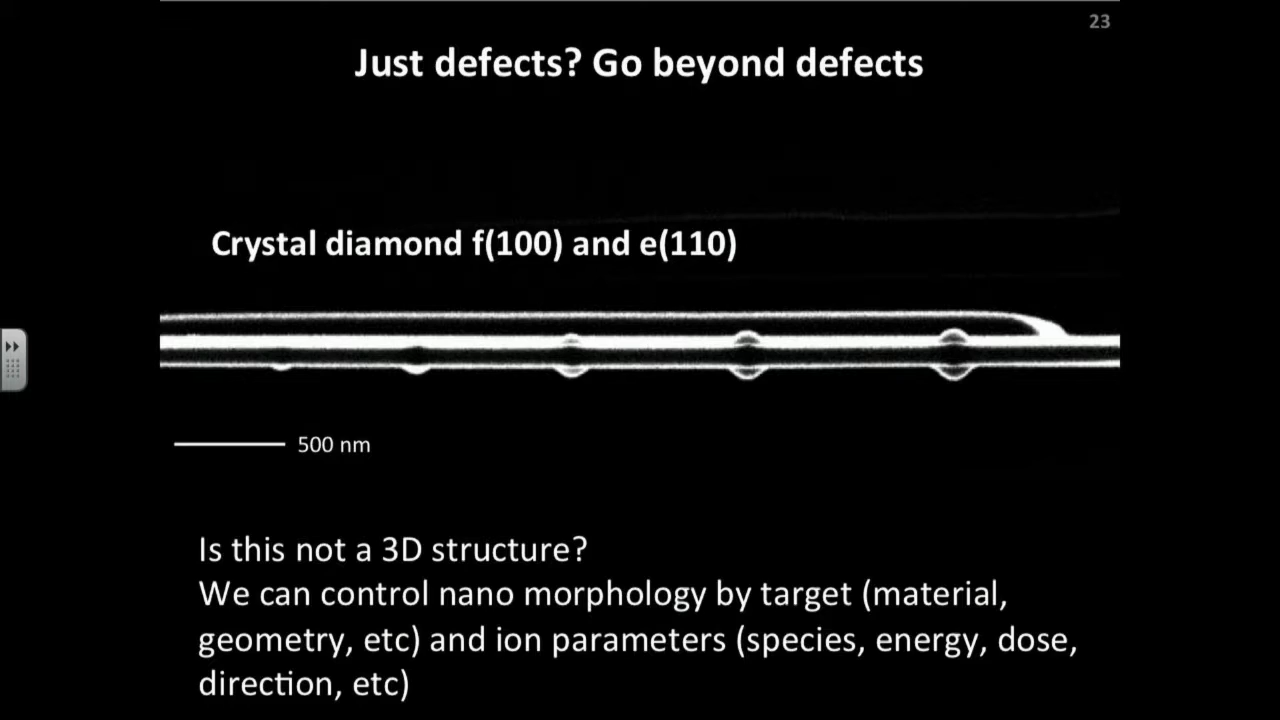 23
Just defects? Go beyond defects
Crystal diamond f(100) and e(110)
500 nm
Is this not a 3D structure?
We can control nano morphology by target (material,
geometry, etc) and ion parameters (species, energy, dose,
direction, etc)